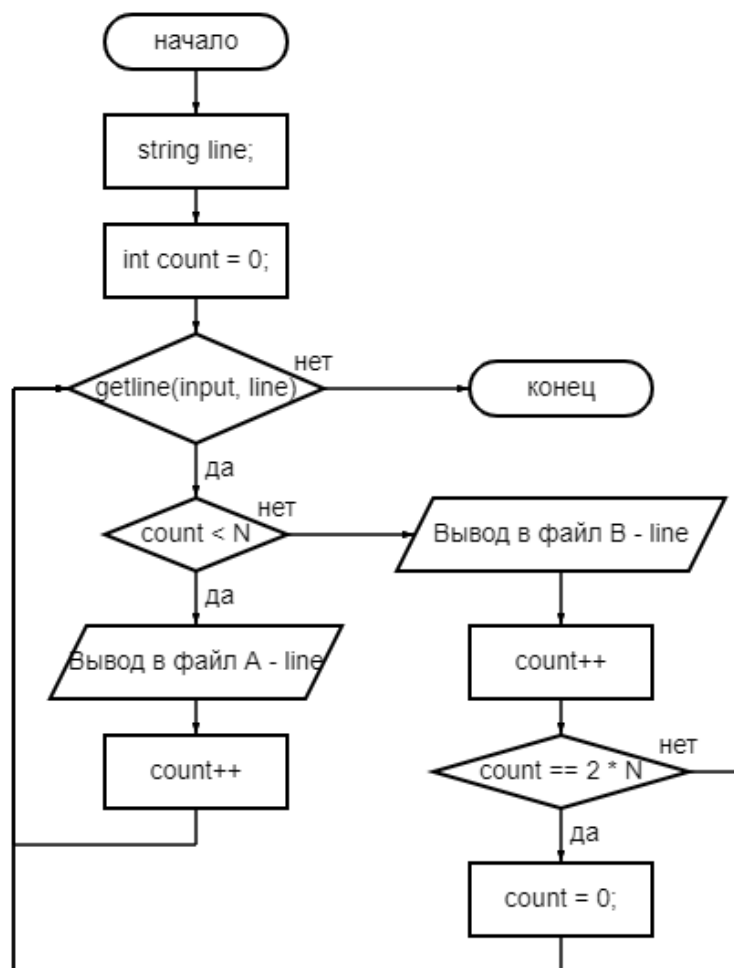 начало
string line;
int count = 0;
getline(input, line)
нет
конец
да
count < N
нет
Вывод в файл B - line
да
Вывод в файл A - line
count++
count++
count == 2 * N
нет
да
count = 0;